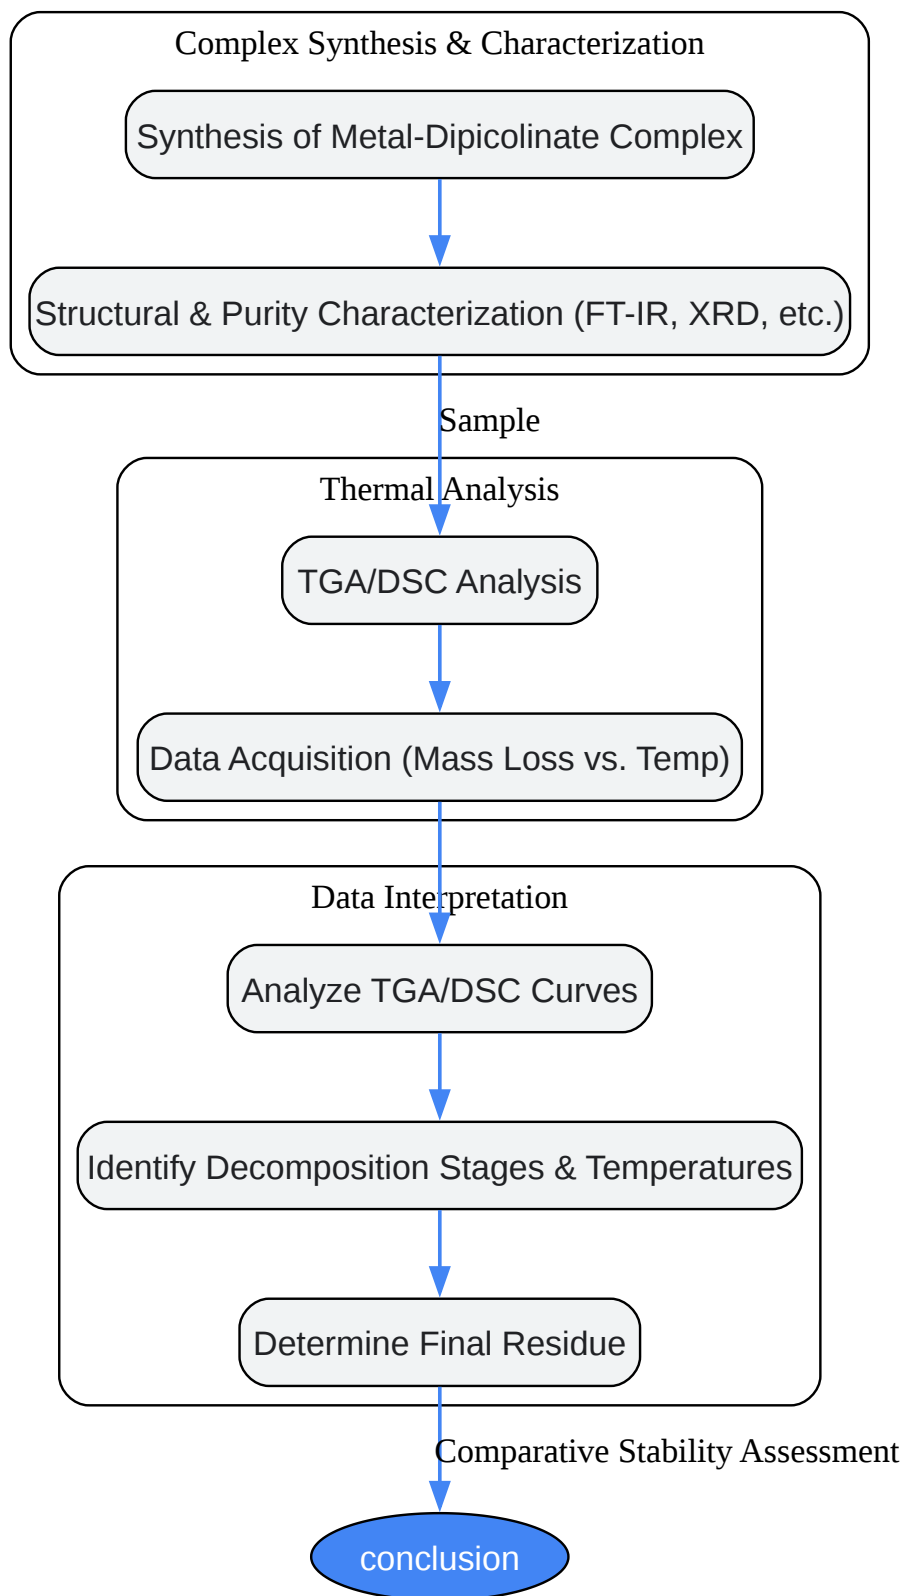 Complex Synthesis & Characterization
Synthesis of Metal-Dipicolinate Complex
Structural & Purity Characterization (FT-IR, XRD, etc.)
Sample
Thermal Analysis
TGA/DSC Analysis
Data Acquisition (Mass Loss vs. Temp)
Data Interpretation
Analyze TGA/DSC Curves
Identify Decomposition Stages & Temperatures
Determine Final Residue
Comparative Stability Assessment
conclusion